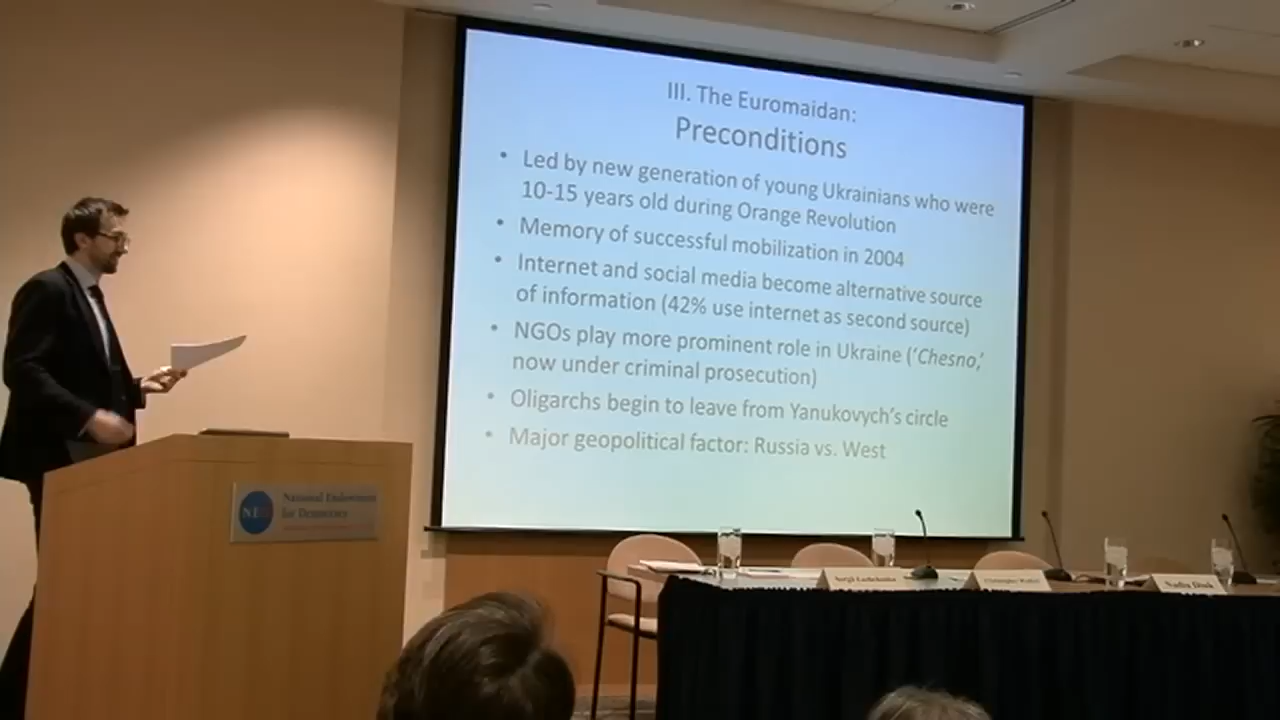 III. The Euromaidan:
Preconditions
• Led by new generation of young Ukrainians who were
10-15 years old during Orange Revolution
• Memory of successful mobilization in 2004
• Internet and social media become alternative source
of information (42% use internet as second source)
• NGOs play more prominent role in Ukraine ('Chesno,'
now under criminal prosecution)
• Oligarchs begin to leave from Yanukovych's circle
• Major geopolitical factor: Russia vs. West
NED
National Endowment
for Democracy
Nadia Diuk